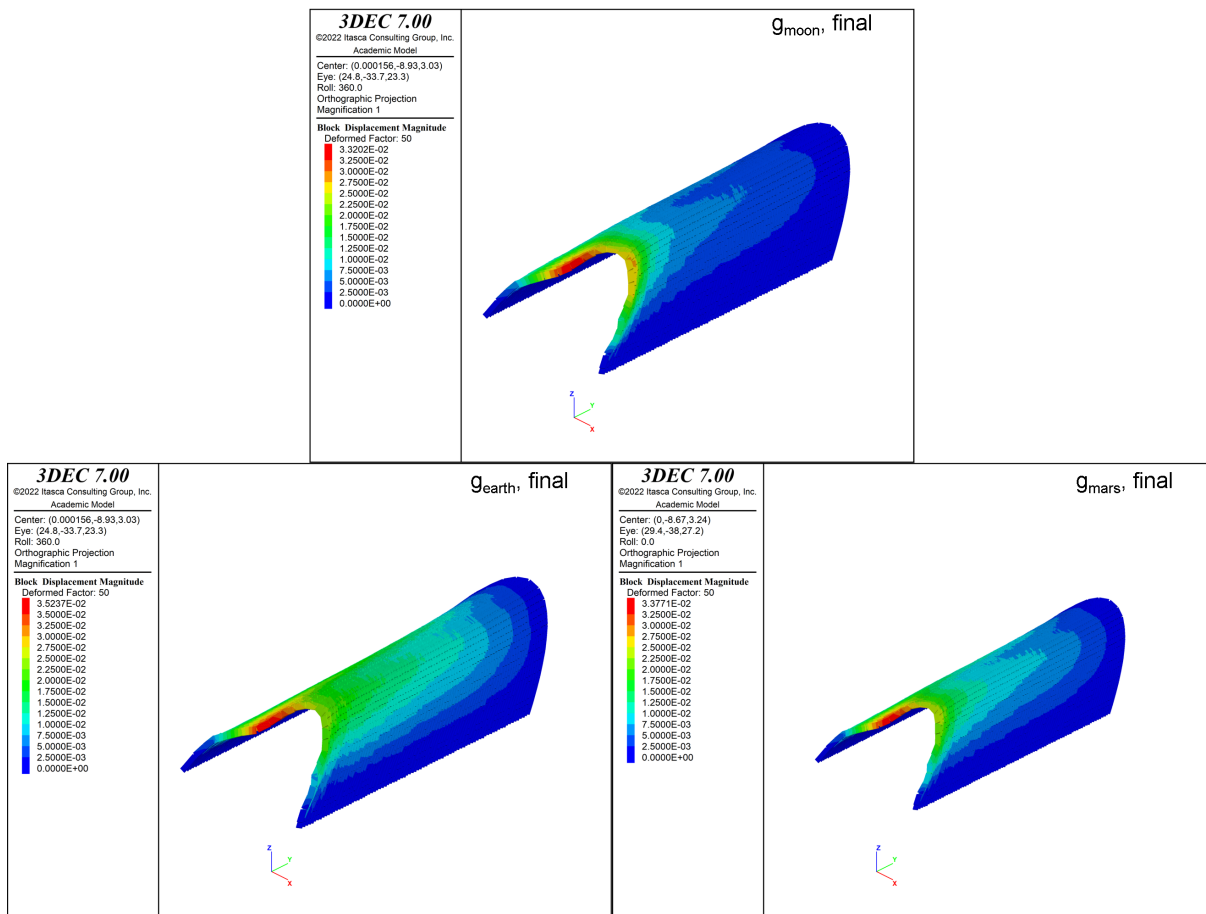 3DEC 7.00
©2022 Itasca Consulting Group, Inc.
Academic Model
Center: (0.000156,-8.93,3.03)
Eye: (24.8,-33.7,23.3)
Roll: 360.0
Orthographic Projection
Magnification 1
Block Displacement Magnitude
Deformed Factor: 50
3.3202E-02
3.2500E-02
3.0000E-02
2.7500E-02
2.5000E-02
2.2500E-02
2.0000E-02
1.7500E-02
1.5000E-02
1.2500E-02
1.0000E-02
7.5000E-03
5.0000E-03
2.5000E-03
0.0000E+00
gmoon, final
Z
Y
X
3DEC 7.00
©2022 Itasca Consulting Group, Inc.
Academic Model
Center: (0.000156,-8.93,3.03)
Eye: (24.8,-33.7,23.3)
Roll: 360.0
Orthographic Projection
Magnification 1
Block Displacement Magnitude
Deformed Factor: 50
3.5237E-02
3.5000E-02
3.2500E-02
3.0000E-02
2.7500E-02
2.5000E-02
2.2500E-02
2.0000E-02
1.7500E-02
1.5000E-02
1.2500E-02
1.0000E-02
7.5000E-03
5.0000E-03
2.5000E-03
0.0000E+00
gearth, final
Z
Y
X
3DEC 7.00
©2022 Itasca Consulting Group, Inc.
Academic Model
Center: (0,-8.67,3.24)
Eye: (29.4,-38,27.2)
Roll: 0.0
Orthographic Projection
Magnification 1
Block Displacement Magnitude
Deformed Factor: 50
3.3771E-02
3.2500E-02
3.0000E-02
2.7500E-02
2.5000E-02
2.2500E-02
2.0000E-02
1.7500E-02
1.5000E-02
1.2500E-02
1.0000E-02
7.5000E-03
5.0000E-03
2.5000E-03
0.0000E+00
gmars, final
Z
Y
X